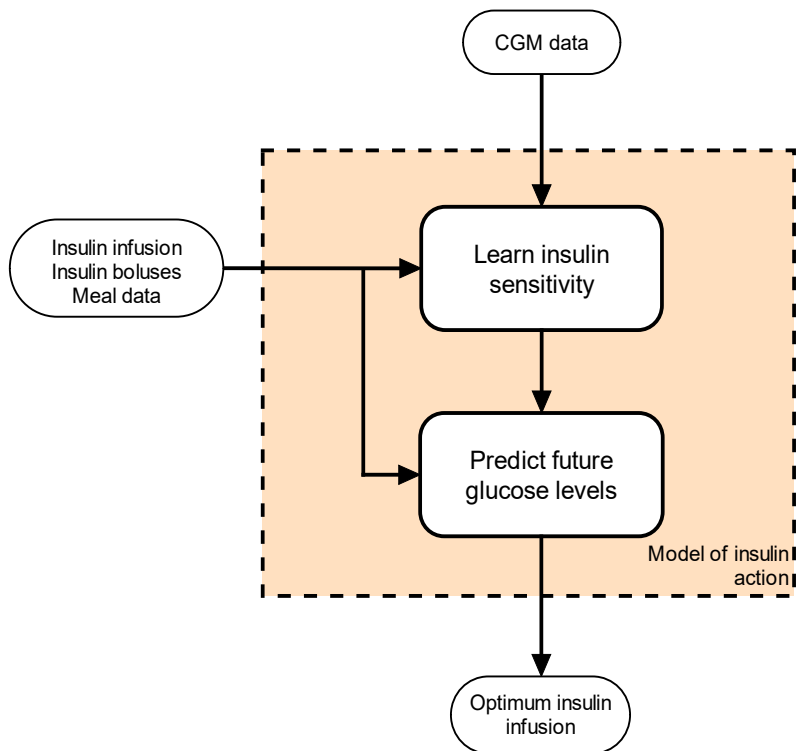 CGM data
Insulin infusion
Insulin boluses
Meal data
Learn insulin
sensitivity
Predict future
glucose levels
Model of insulin
action
Optimum insulin
infusion